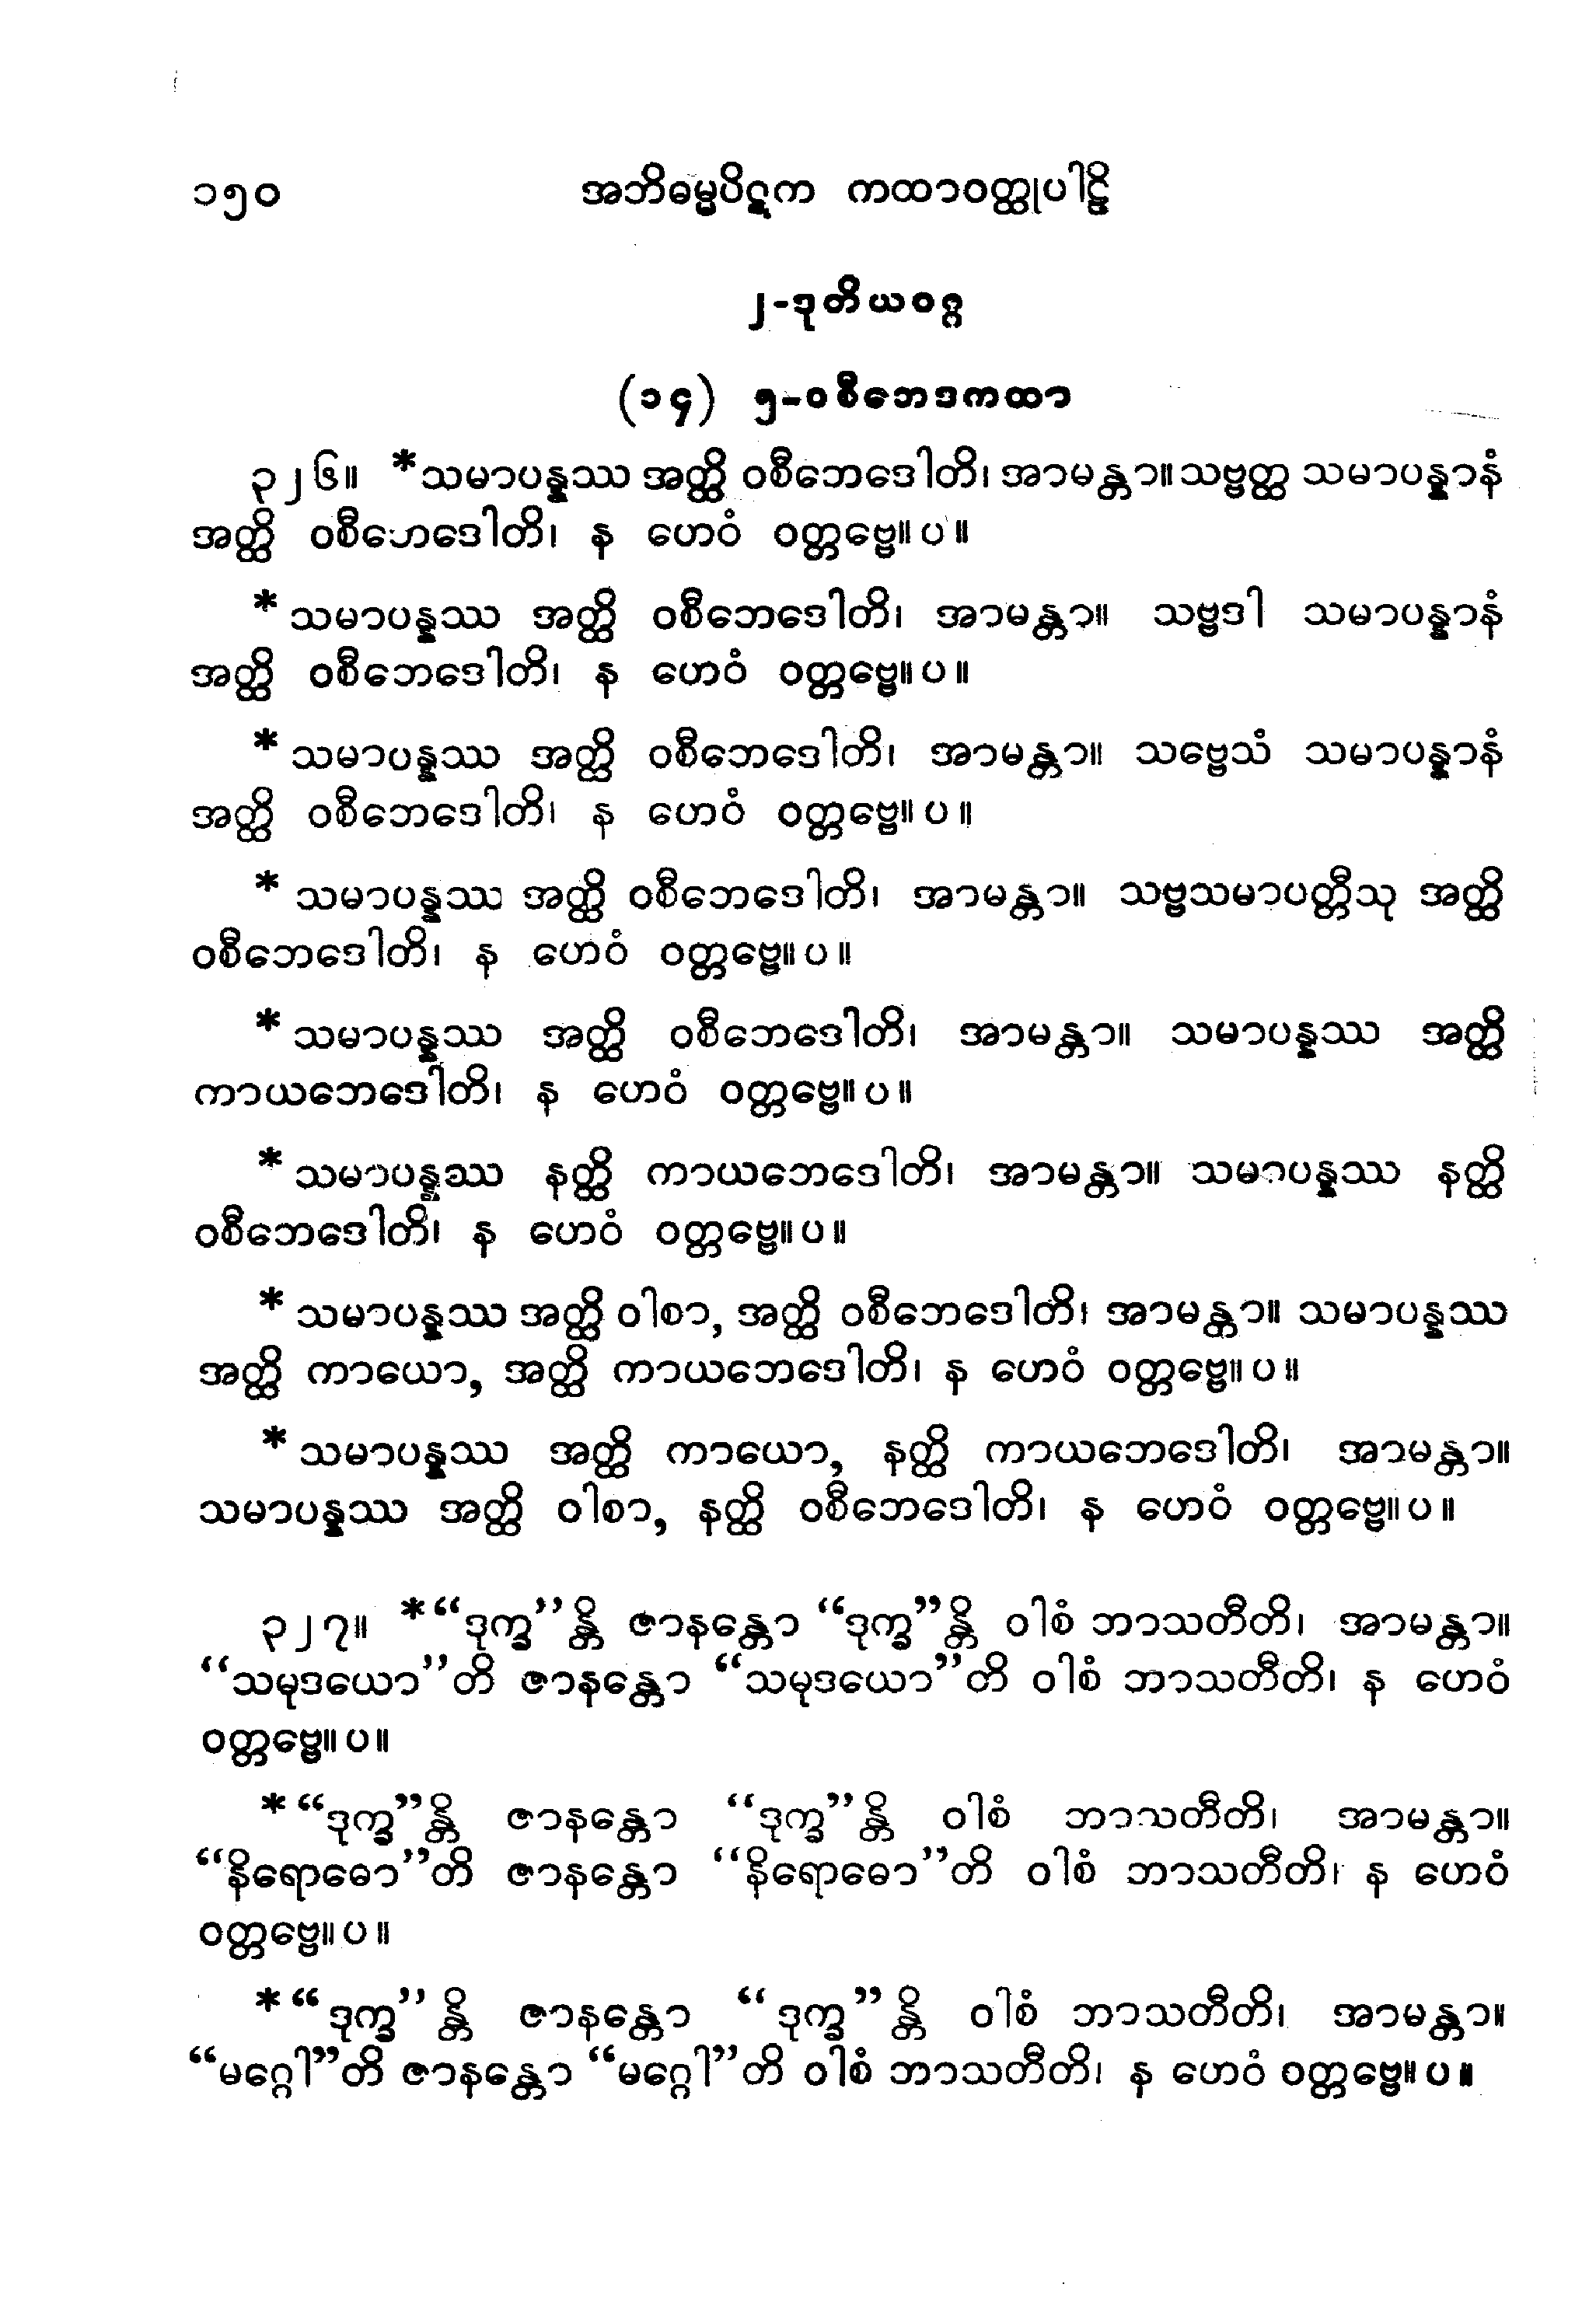 ၁၅၀ အဘိဓမ္မပိဋက ကထာဝတ္ထုပါဠိ
၂-ဒုတိယဝဂ္ဂ
(၁၄) ၅-ဝစီဘေဒကထာ
၃၂၆။ *သမာပန္နဿ အတ္ထိ ဝစီဘေဒေါတိ၊ အာမန္တာ။ သဗ္ဗတ္ထ သမာပန္နာနံ
အတ္ထိ ဝစီဘေဒေါတိ၊ န ဟေဝံ ဝတ္တဗ္ဗေ။ ပ ။
* သမာပန္နဿ အတ္ထိ ဝစီဘေဒေါတိ၊ အာမန္တာ။ သဗ္ဗဒါ သမာပန္နာနံ
အတ္ထိ ဝစီဘေဒေါတိ၊ န ဟေဝံ ဝတ္တဗ္ဗေ။ ပ ။
* သမာပန္နဿ အတ္ထိ ဝစီဘေဒေါတိ၊ အာမန္တာ။ သဗ္ဗေသံ သမာပန္နာနံ
အတ္ထိ ဝစီဘေဒေါတိ၊ န ဟေဝံ ဝတ္တဗ္ဗေ။ ပ ။
* သမာပန္နဿ အတ္ထိ ဝစီဘေဒေါတိ၊ အာမန္တာ။ သဗ္ဗသမာပတ္တီသု အတ္ထိ
ဝစီဘေဒေါတိ၊ န ဟေဝံ ဝတ္တဗ္ဗေ။ ပ ။
* သမာပန္နဿ အတ္ထိ ဝစီဘေဒေါတိ၊ အာမန္တာ။ သမာပန္နဿ အတ္ထိ
ကာယဘေဒေါတိ၊ န ဟေဝံ ဝတ္တဗ္ဗေ။ ပ ။
* သမာပန္နဿ နတ္ထိ ကာယဘေဒေါတိ၊ အာမန္တာ။ သမာပန္နဿ နတ္ထိ
ဝစီဘေဒေါတိ၊ န ဟေဝံ ဝတ္တဗ္ဗေ။ ပ ။
* သမာပန္နဿ အတ္ထိ ဝါစာ, အတ္ထိ ဝစီဘေဒေါတိ၊ အာမန္တာ။ သမာပန္နဿ
အတ္ထိ ကာယော, အတ္ထိ ကာယဘေဒေါတိ၊ န ဟေဝံ ဝတ္တဗ္ဗေ။ ပ ။
* သမာပန္နဿ အတ္ထိ ကာယော, နတ္ထိ ကာယဘေဒေါတိ၊ အာမန္တာ။
သမာပန္နဿ အတ္ထိ ဝါစာ, နတ္ထိ ဝစီဘေဒေါတိ၊ န ဟေဝံ ဝတ္တဗ္ဗေ။ ပ ။
၃၂၇။ *“ဒုက္ခ”န္တိ ဇာနန္တော “ဒုက္ခ”န္တိ ဝါစံ ဘာသတီတိ၊ အာမန္တာ။
“သမုဒယော”တိ ဇာနန္တော “သမုဒယော”တိ ဝါစံ ဘာသတီတိ၊ န ဟေဝံ
ဝတ္တဗ္ဗေ။ ပ ။
*“ဒုက္ခ”န္တိ ဇာနန္တော “ဒုက္ခ”န္တိ ဝါစံ ဘာသတီတိ၊ အာမန္တာ။
“နိရောဓော”တိ ဇာနန္တော “နိရောဓော”တိ ဝါစံ ဘာသတီတိ၊ န ဟေဝံ
ဝတ္တဗ္ဗေ။ ပ ။
*“ဒုက္ခ”န္တိ ဇာနန္တော “ဒုက္ခ”န္တိ ဝါစံ ဘာသတီတိ၊ အာမန္တာ။
“မဂ္ဂေါ”တိ ဇာနန္တော “မဂ္ဂေါ”တိ ဝါစံ ဘာသတီတိ၊ န ဟေဝံ ဝတ္တဗ္ဗေ။ ပ ။